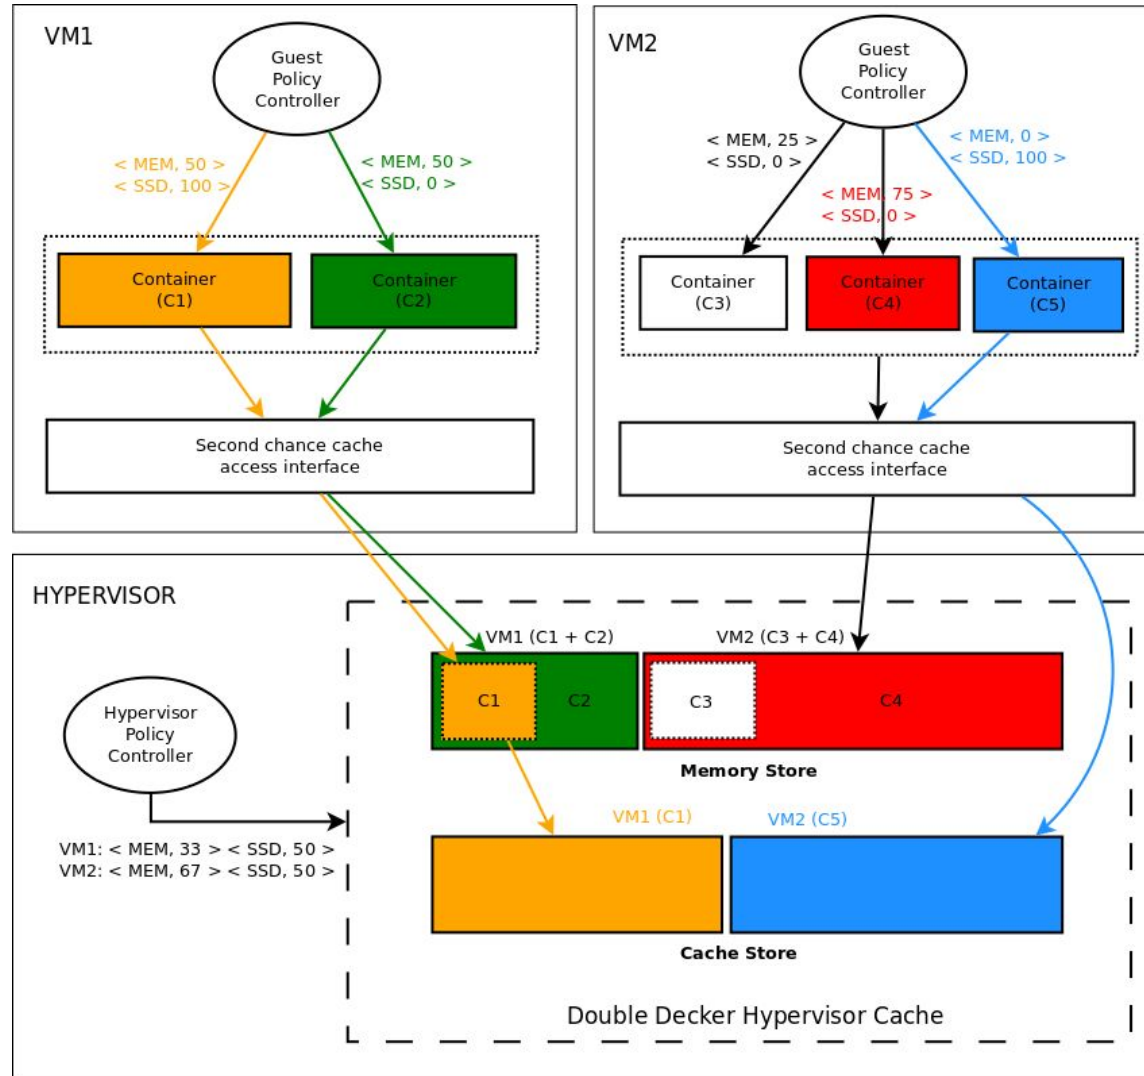 VM1
Guest
Policy
Controller
< MEM, 50 >
< SSD, 100 >
< MEM, 50 >
< SSD, 0 >
Container
(C1)
Container
(C2)
Second chance cache
access interface
VM2
Guest
Policy
Controller
< MEM, 25 >
< SSD, 0 >
< MEM, 75 >
< SSD, 0 >
< MEM, 0 >
< SSD, 100 >
Container
(C3)
Container
(C4)
Container
(C5)
Second chance cache
access interface
HYPERVISOR
Hypervisor
Policy
Controller
VM1: < MEM, 33 > < SSD, 50 >
VM2: < MEM, 67 > < SSD, 50 >
VM1 (C1 + C2)
VM2 (C3 + C4)
C1
C2
C3
C4
Memory Store
VM1 (C1)
VM2 (C5)
Cache Store
Double Decker Hypervisor Cache